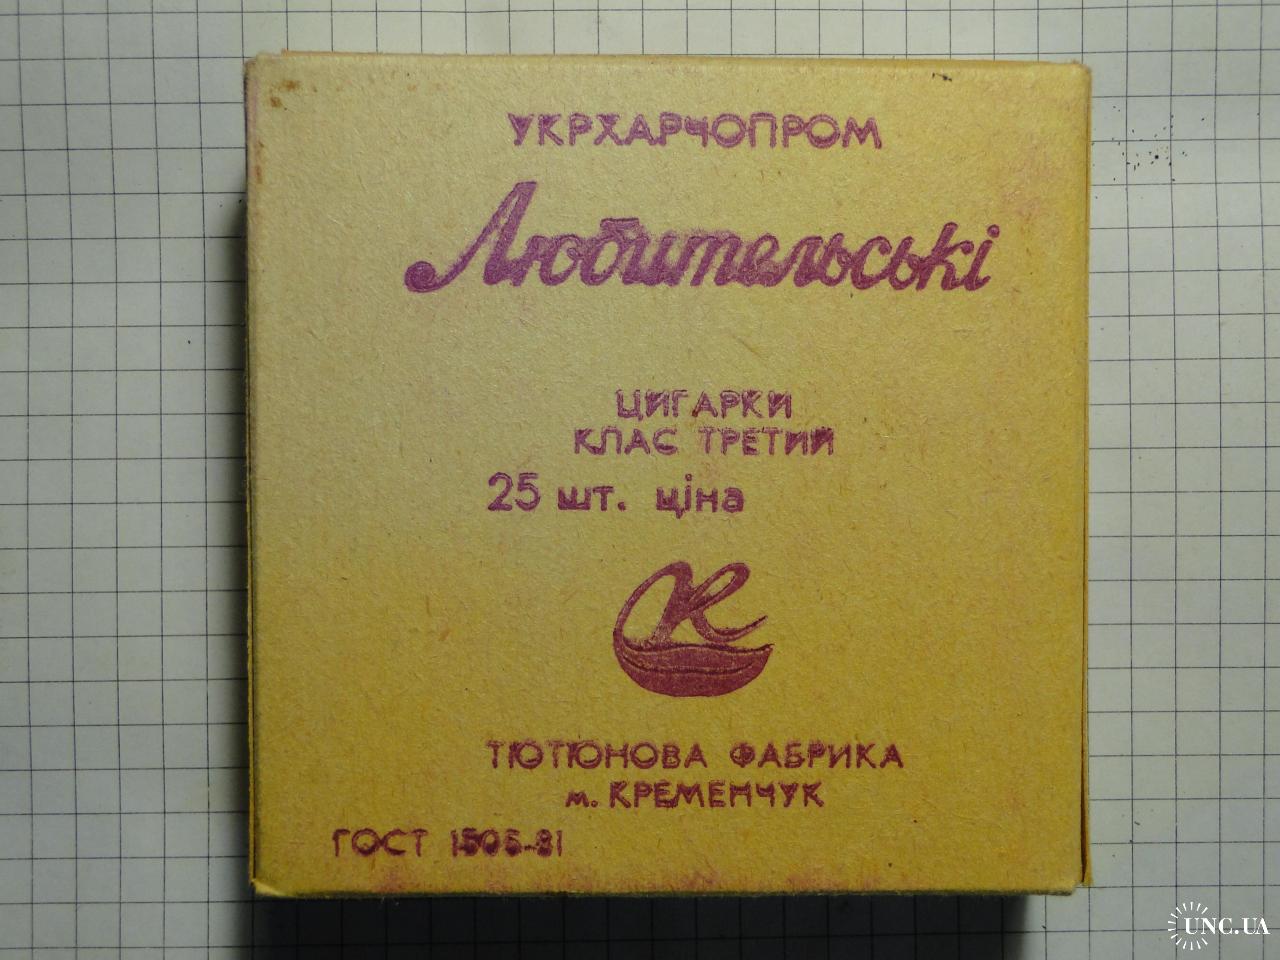 УКРХАРЧОПРОМ
Любительські
ЦИГАРКИ
КЛАС ТРЕТИЙ
25 шт. ціна
ТЮТЮНОВА ФАБРИКА
м. КРЕМЕНЧУК
ГОСТ 1505-81
UNC.UA